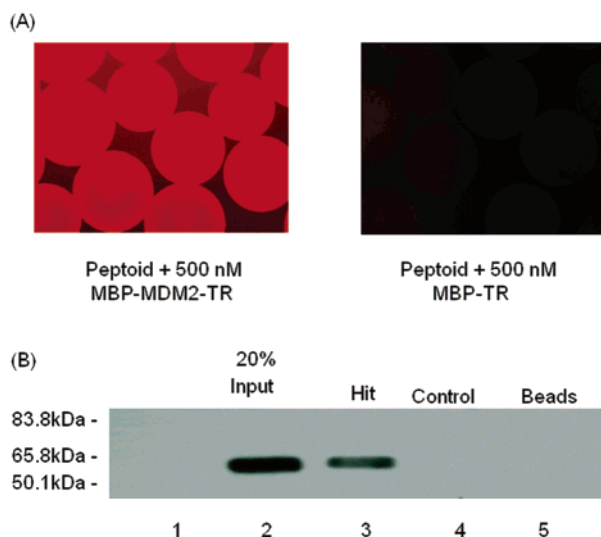 (A)
Peptoid + 500 nM
MBP-MDM2-TR
Peptoid + 500 nM
MBP-TR
(B)
20%
Input
Hit
Control
Beads
83.8kDa -
65.8kDa -
50.1kDa -
1
2
3
4
5